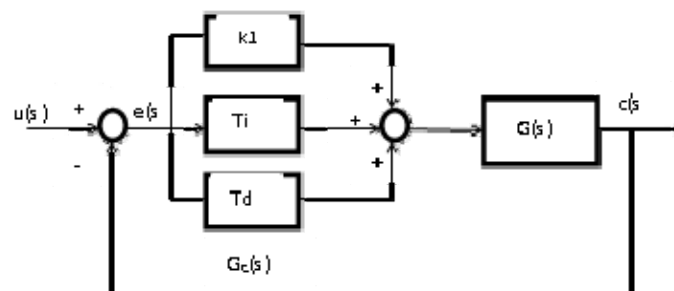 k1
+
u(s)
+
e(s
Ti
+
G(s)
c(s
-
+
Td
Gc(s)